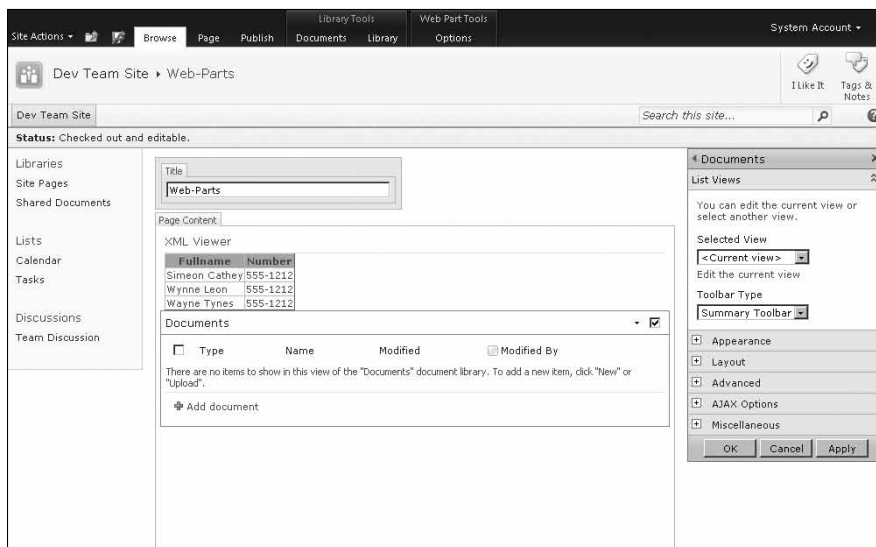 Library Tools
Web Part Tools
Site Actions
Browse
Page
Publish
Documents
Library
Options
System Account
Dev Team Site ▸ Web-Parts
I Like It
Tags &
Notes
Dev Team Site
Search this site...
Status: Checked out and editable.
Libraries
Site Pages
Shared Documents
Lists
Calendar
Tasks
Discussions
Team Discussion
Title
Web-Parts
Page Content
XML Viewer
Fullname Number
Simeon Cathey 555-1212
Wynne Leon 555-1212
Wayne Tynes 555-1212
Documents
Type Name Modified Modified By
There are no items to show in this view of the "Documents" document library. To add a new item, click "New" or
"Upload".
Add document
Documents
List Views
You can edit the current view or
select another view.
Selected View
<Current view>
Edit the current view
Toolbar Type
Summary Toolbar
Appearance
Layout
Advanced
AJAX Options
Miscellaneous
OK Cancel Apply